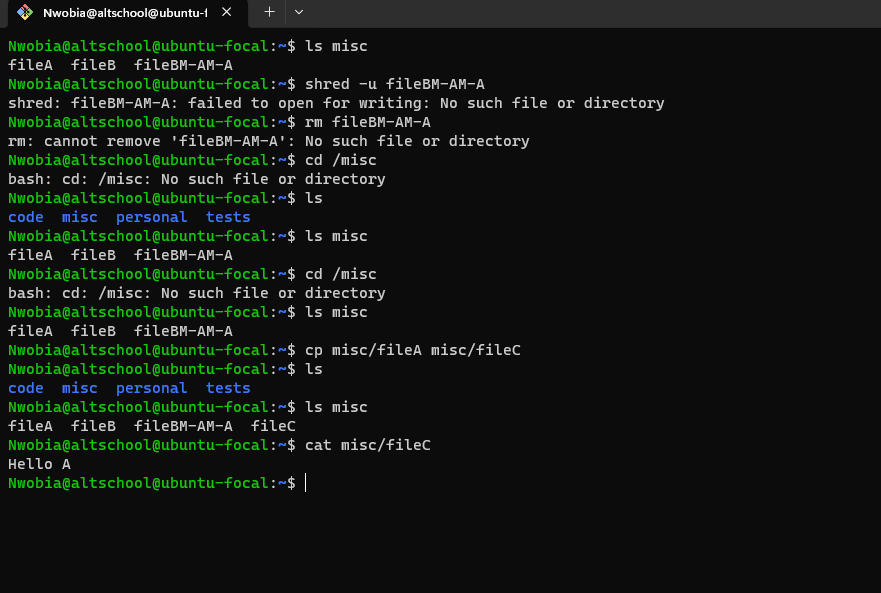 Nwobia@altschool@ubuntu-f
Nwobia@altschool@ubuntu-focal:~$ ls misc
fileA  fileB  fileBM-AM-A
Nwobia@altschool@ubuntu-focal:~$ shred -u fileBM-AM-A
shred: fileBM-AM-A: failed to open for writing: No such file or directory
Nwobia@altschool@ubuntu-focal:~$ rm fileBM-AM-A
rm: cannot remove 'fileBM-AM-A': No such file or directory
Nwobia@altschool@ubuntu-focal:~$ cd /misc
bash: cd: /misc: No such file or directory
Nwobia@altschool@ubuntu-focal:~$ ls
code  misc  personal  tests
Nwobia@altschool@ubuntu-focal:~$ ls misc
fileA  fileB  fileBM-AM-A
Nwobia@altschool@ubuntu-focal:~$ cd /misc
bash: cd: /misc: No such file or directory
Nwobia@altschool@ubuntu-focal:~$ ls misc
fileA  fileB  fileBM-AM-A
Nwobia@altschool@ubuntu-focal:~$ cp misc/fileA misc/fileC
Nwobia@altschool@ubuntu-focal:~$ ls
code  misc  personal  tests
Nwobia@altschool@ubuntu-focal:~$ ls misc
fileA  fileB  fileBM-AM-A  fileC
Nwobia@altschool@ubuntu-focal:~$ cat misc/fileC
Hello A
Nwobia@altschool@ubuntu-focal:~$